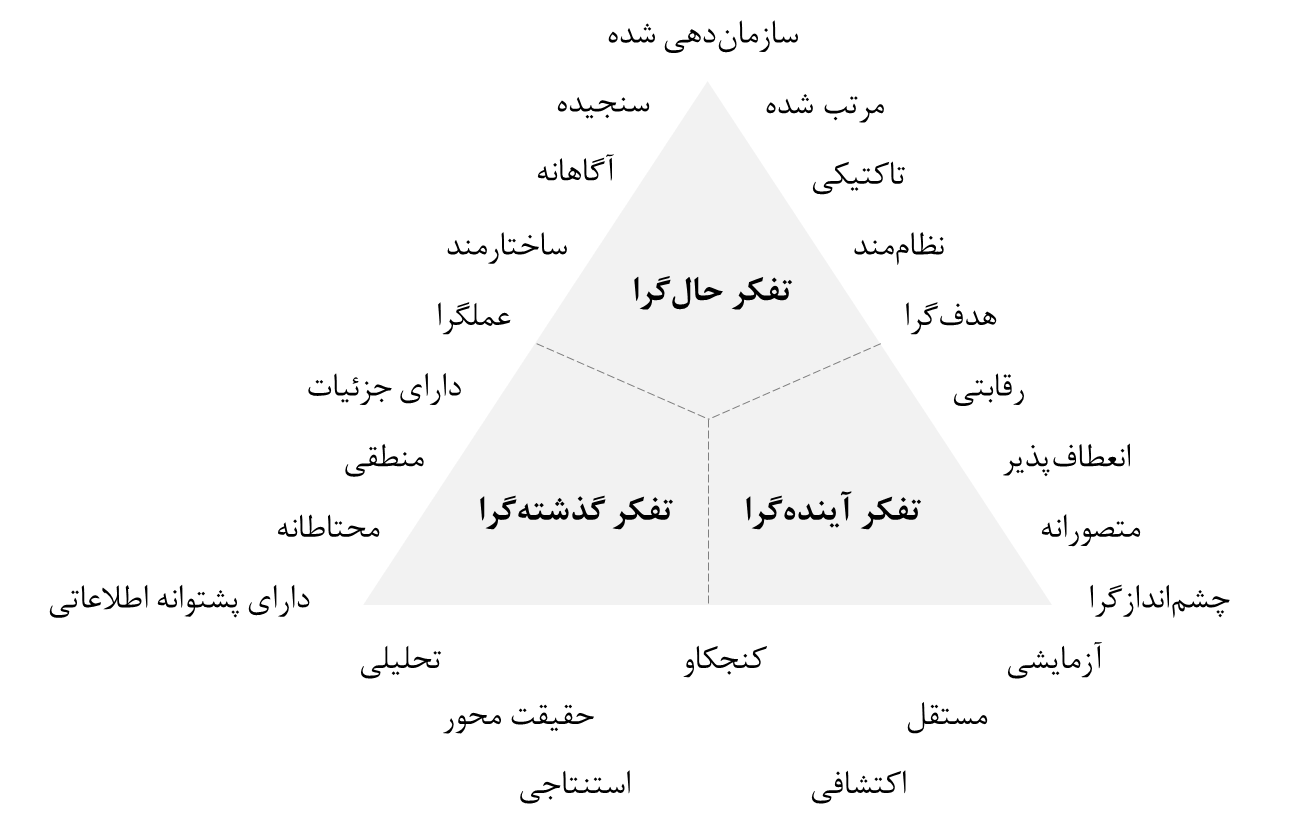 سازمان‌دهی شده
مرتب شده
سنجیده
تاکتیکی
آگاهانه
نظام‌مند
ساختارمند
تفکر حال‌گرا
هدف‌گرا
عملگرا
رقابتی
دارای جزئیات
انعطاف‌پذیر
منطقی
تفکر آینده‌گرا
تفکر گذشته‌گرا
متصورانه
محتاطانه
چشم‌اندازگرا
دارای پشتوانه اطلاعاتی
آزمایشی
کنجکاو
تحلیلی
مستقل
حقیقت محور
اکتشافی
استنتاجی